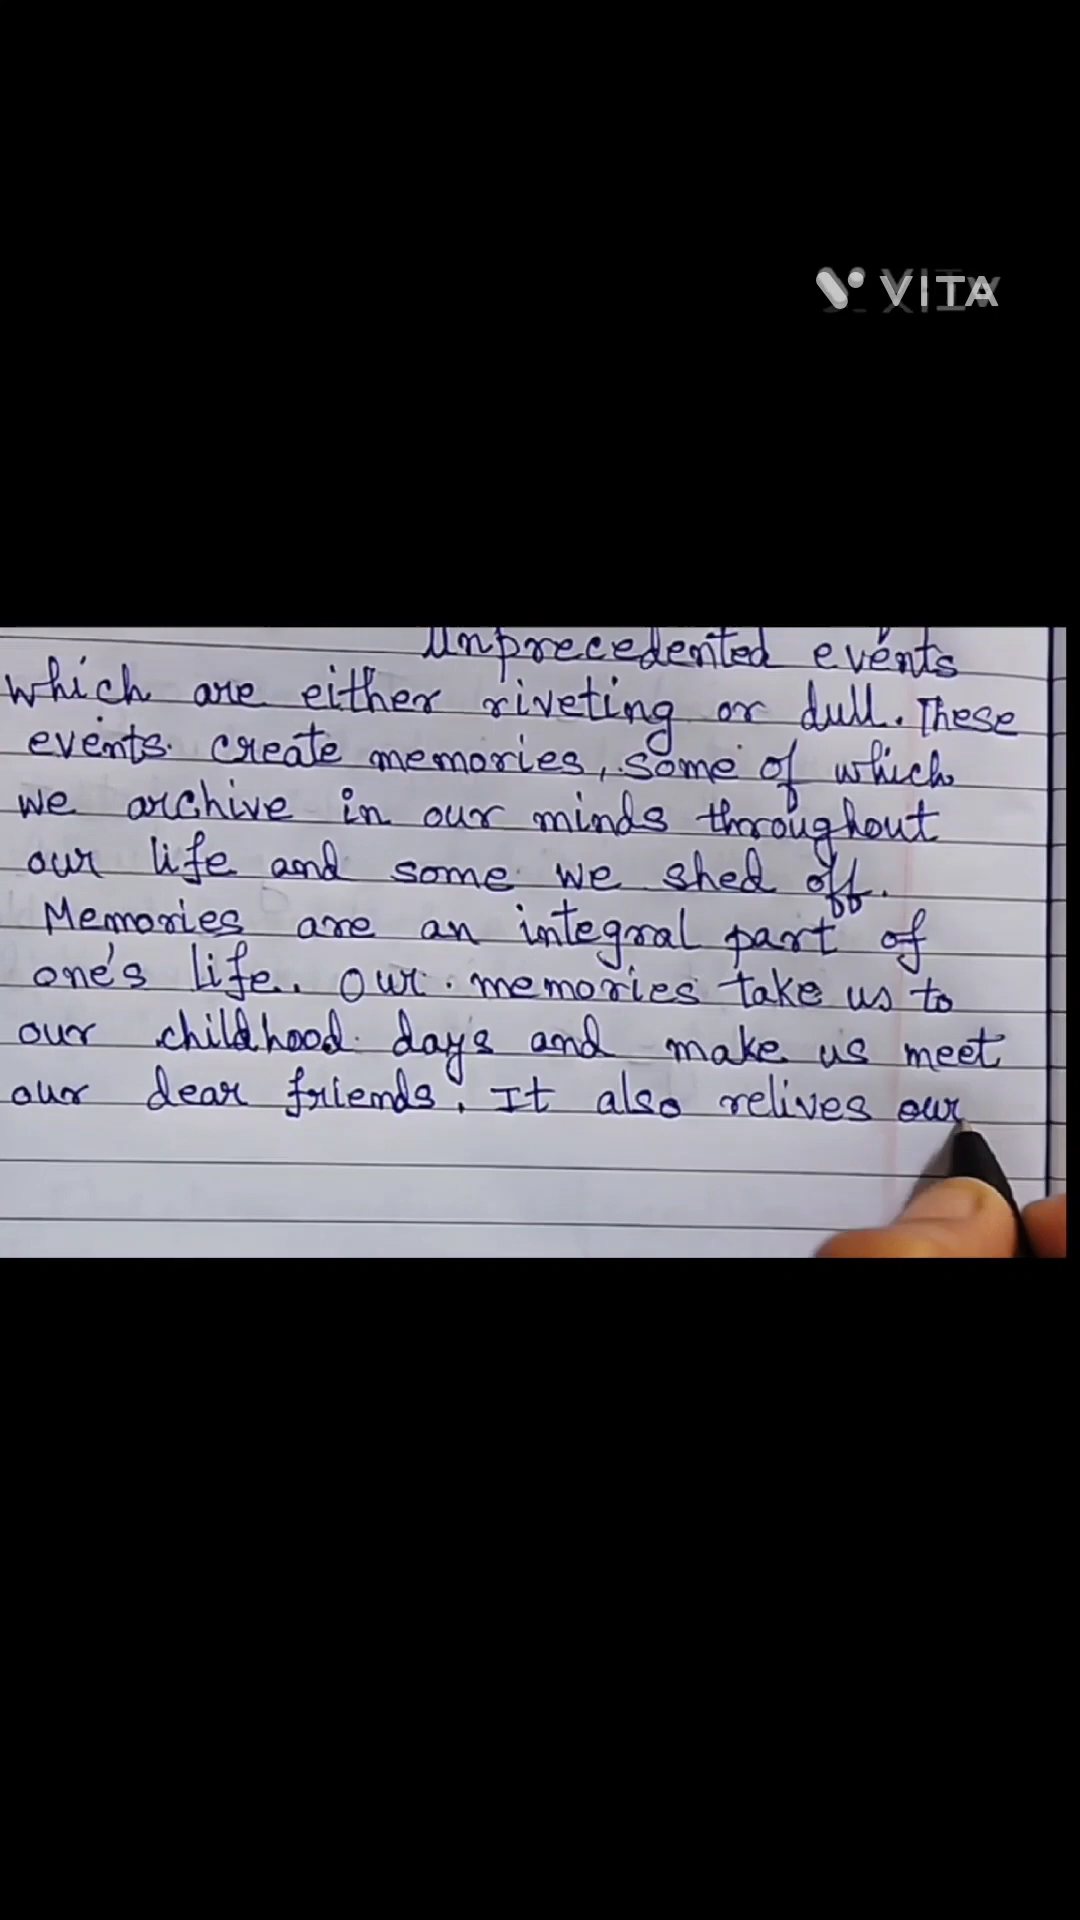 VITA
Unprecedented events
which are either riveting or dull. These
events create memories, some of which
we archive in our minds throughout
our life and some we shed off.
Memories are an integral part of
one's life. Our memories take us to
our childhood days and make us meet
our dear friends. It also relives our